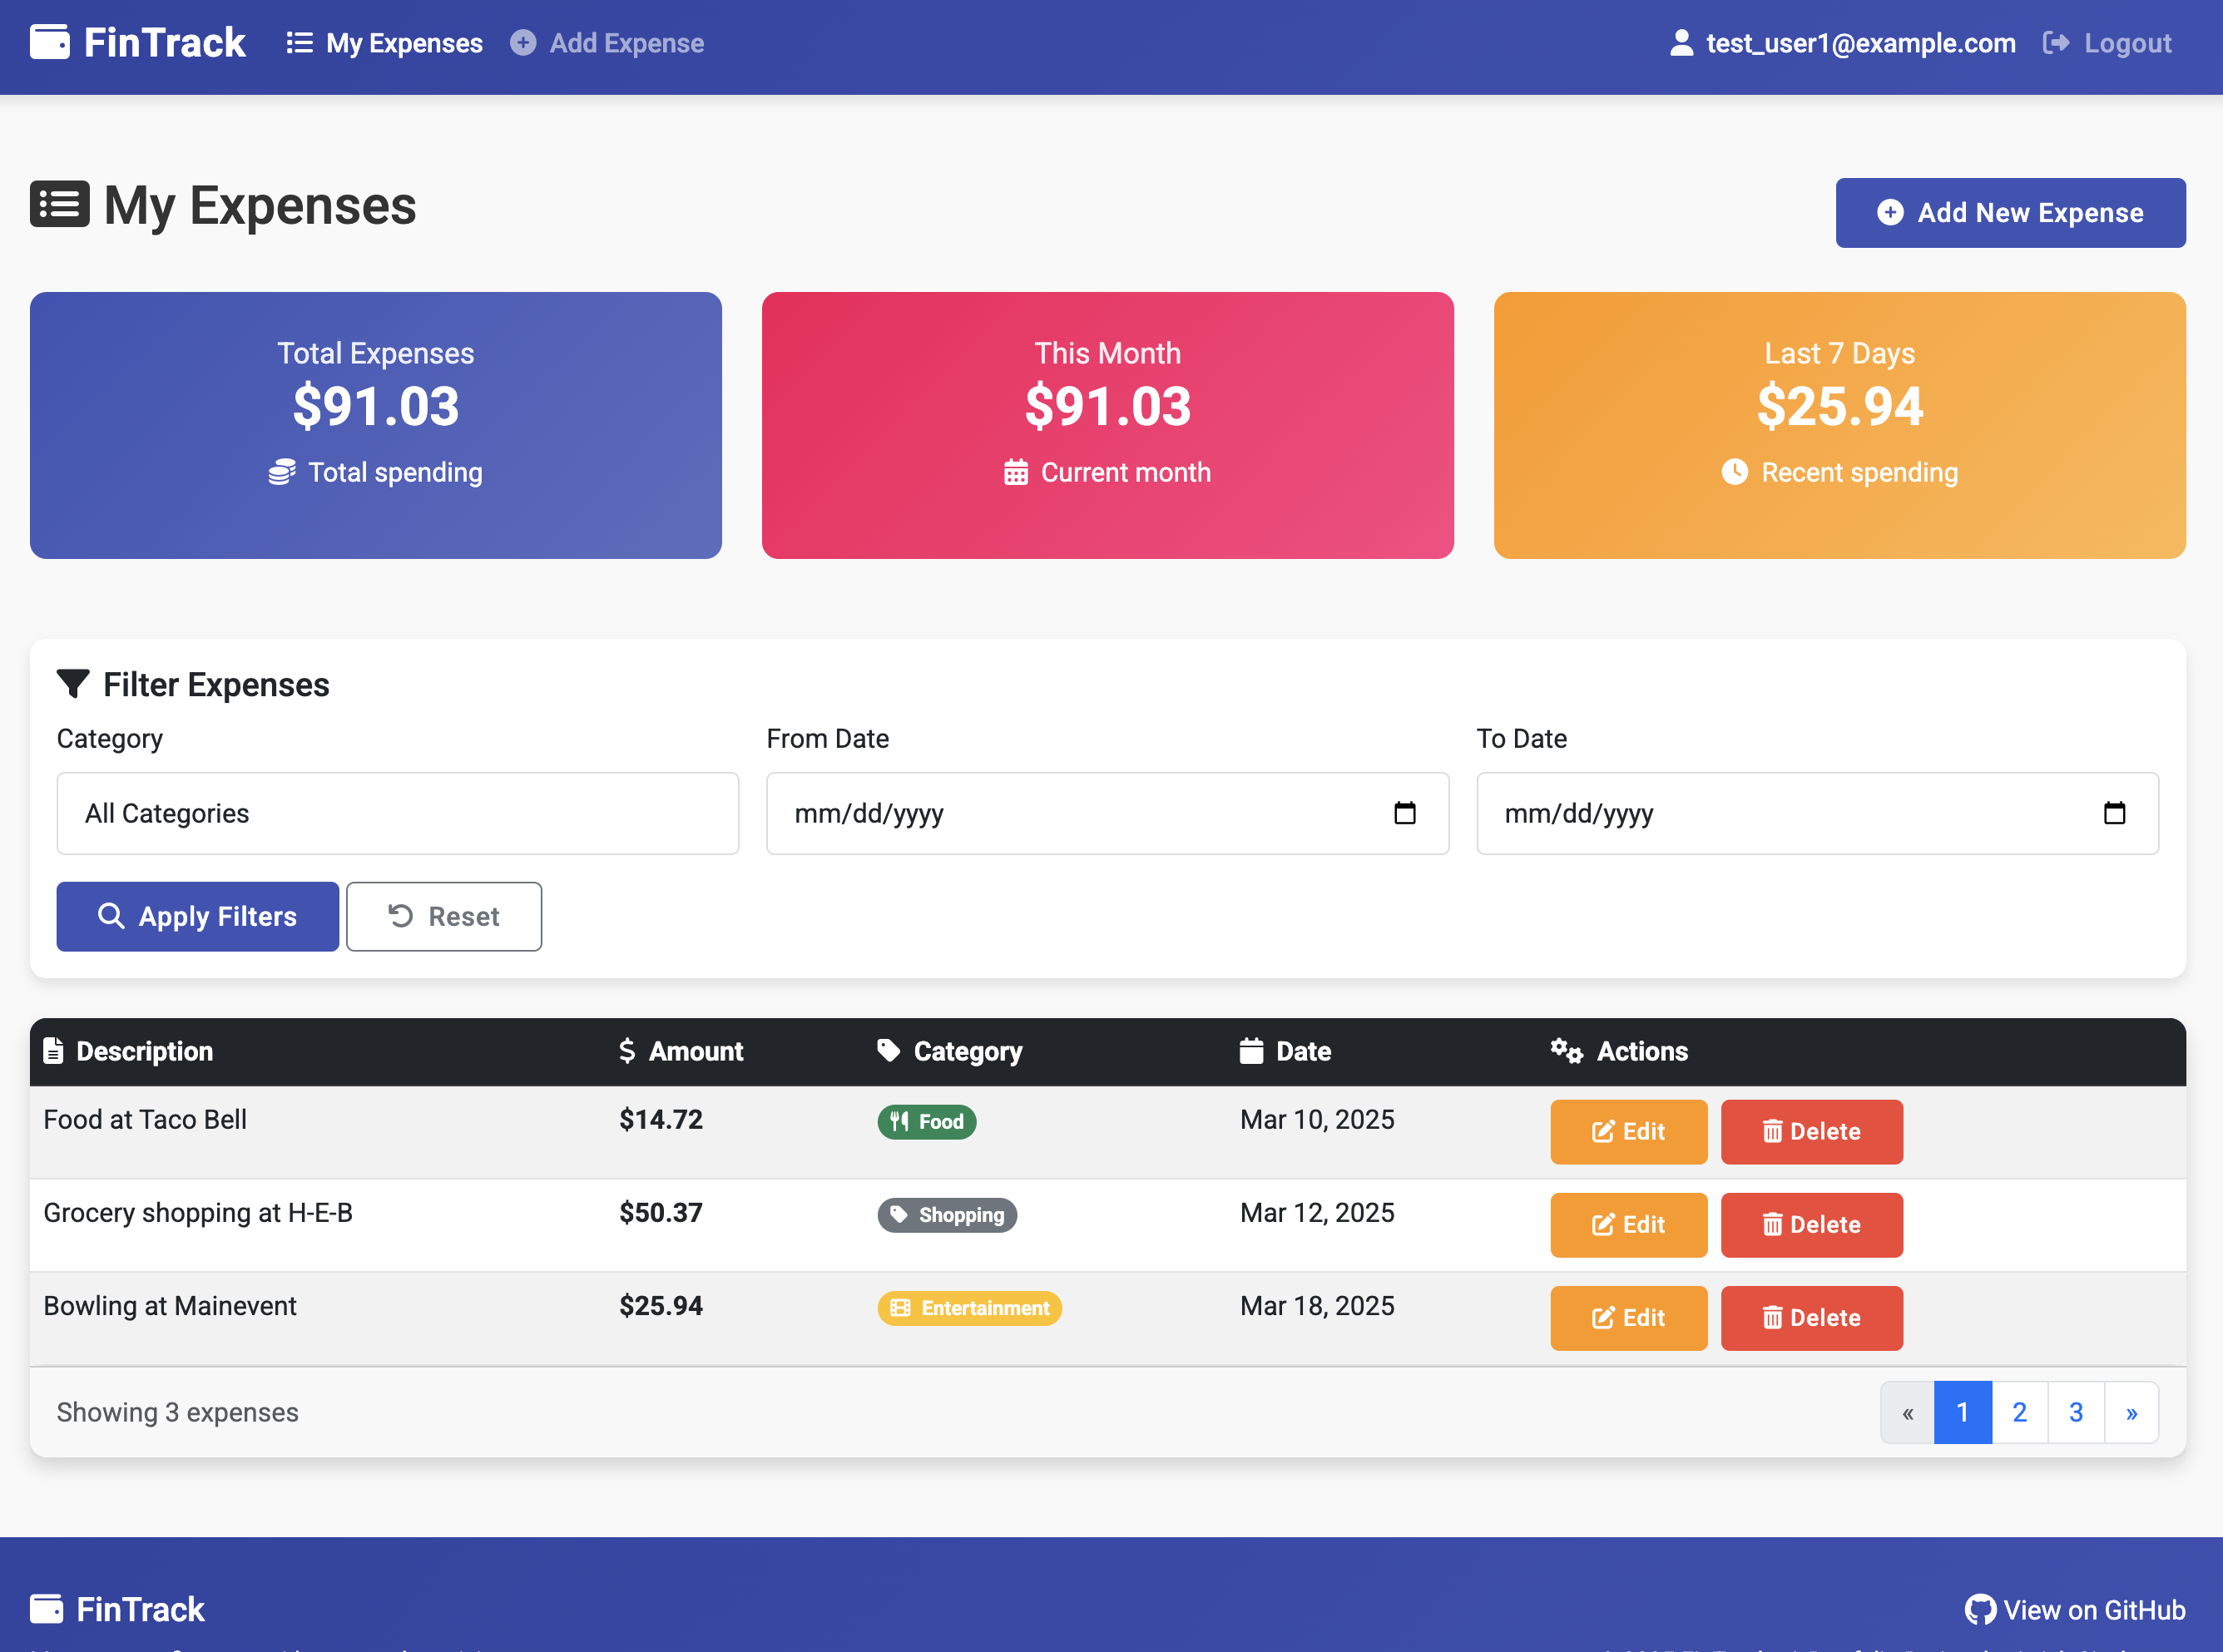 FinTrack My Expenses Add Expense test_user1@example.com Logout
My Expenses
Add New Expense
Total Expenses
$91.03
Total spending
This Month
$91.03
Current month
Last 7 Days
$25.94
Recent spending
Filter Expenses
Category
All Categories
From Date
mm/dd/yyyy
To Date
mm/dd/yyyy
Apply Filters Reset
Description Amount Category Date Actions
Food at Taco Bell $14.72 Food Mar 10, 2025 Edit Delete
Grocery shopping at H-E-B $50.37 Shopping Mar 12, 2025 Edit Delete
Bowling at Mainevent $25.94 Entertainment Mar 18, 2025 Edit Delete
Showing 3 expenses « 1 2 3 »
FinTrack
View on GitHub